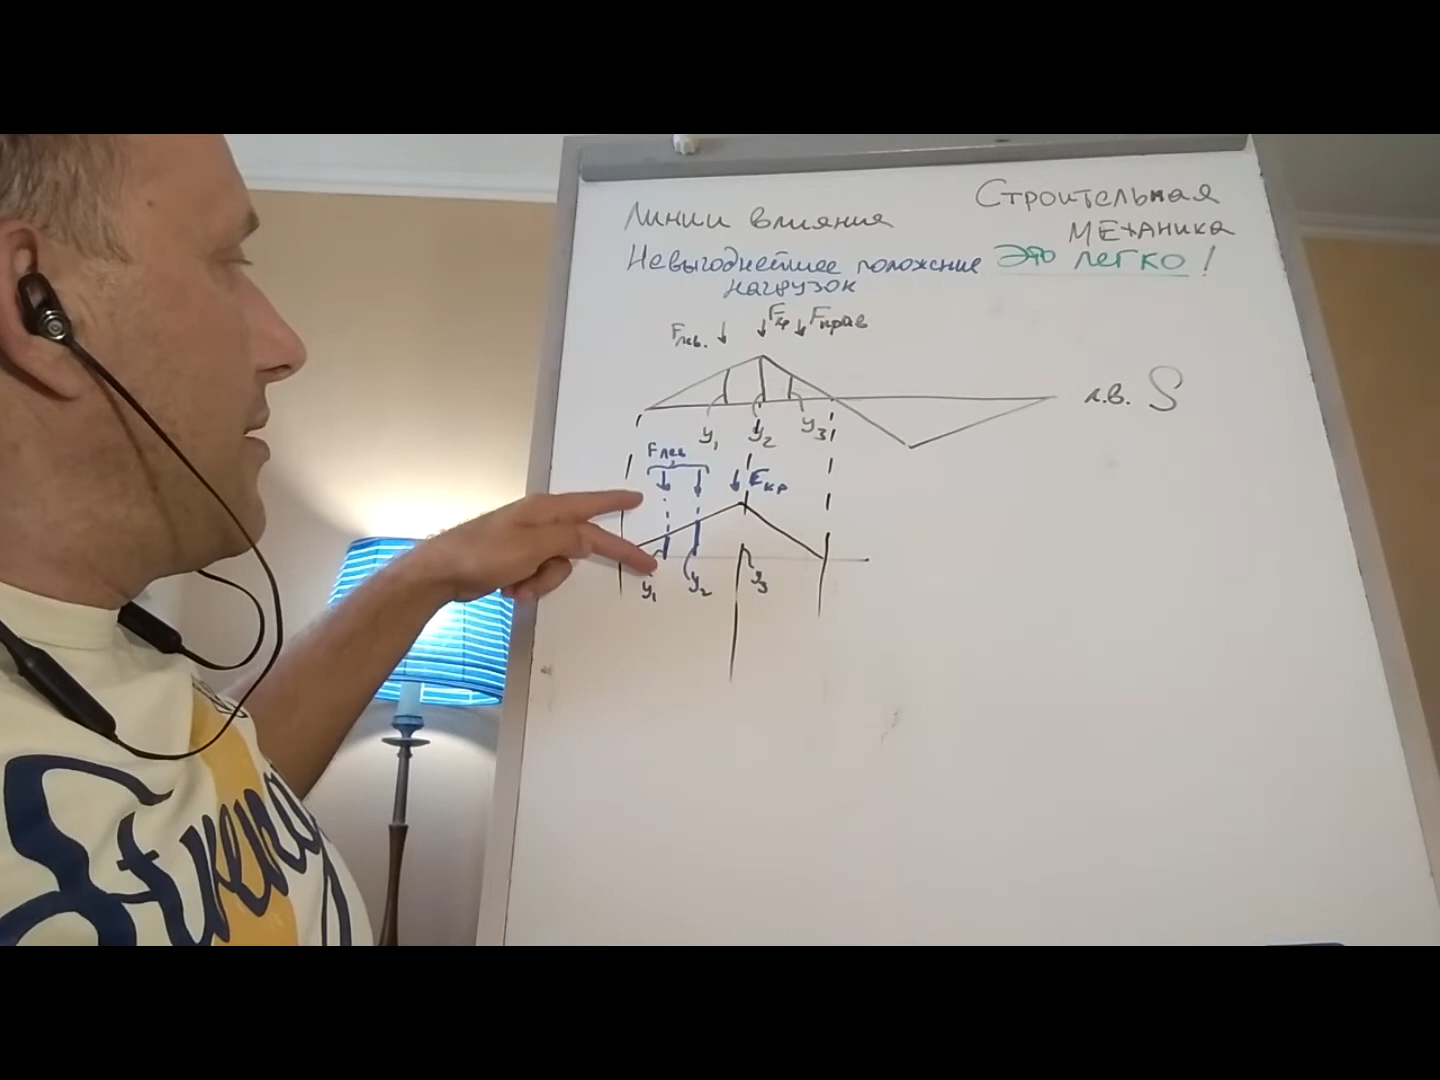 Строительная
Линии влияния
механика
Невыгоднейшее положение Это легко!
нагрузок
Fлев. Fкр Fправ
л.в. S
y₁ y₂ y₃
Fлев
Fкр
y₁ y₂ y₃